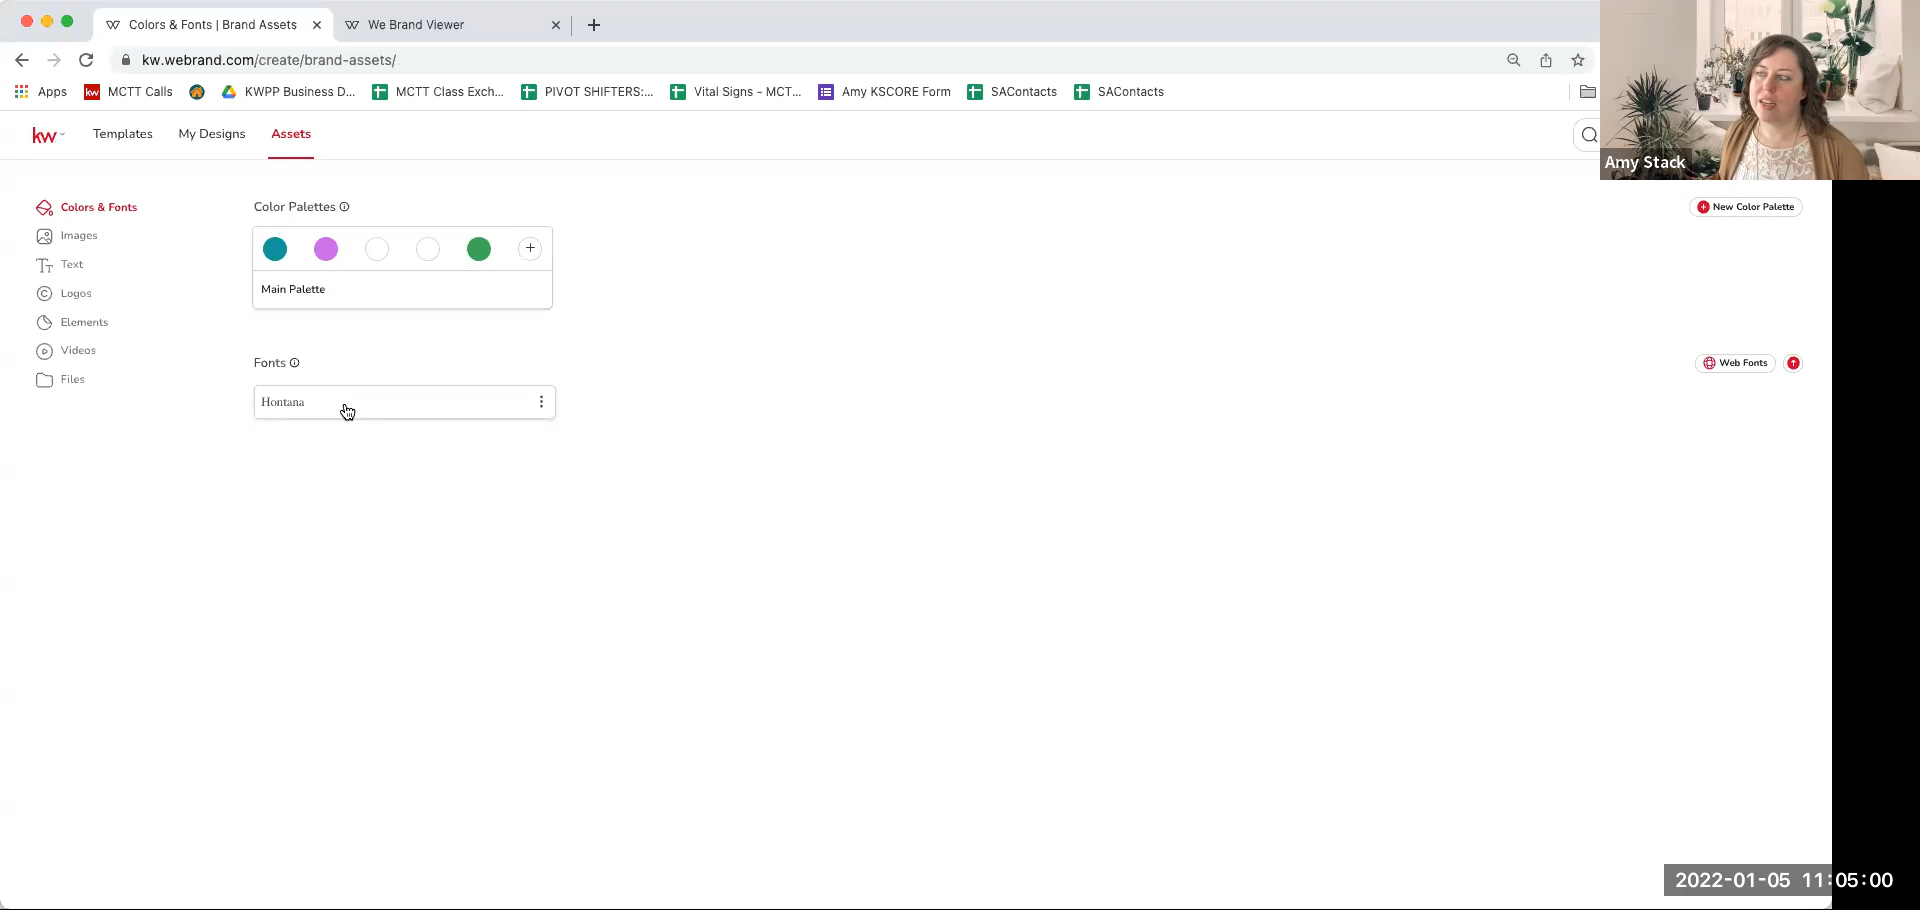 Colors & Fonts | Brand Assets
We Brand Viewer
kw.webrand.com/create/brand-assets/
Apps
kw MCTT Calls
KWPP Business D...
MCTT Class Exch...
PIVOT SHIFTERS:...
Vital Signs - MCT...
Amy KSCORE Form
SAContacts
SAContacts
kw
Templates
My Designs
Assets
Amy Stack
Colors & Fonts
Images
Text
Logos
Elements
Videos
Files
Color Palettes
New Color Palette
Main Palette
Fonts
Web Fonts
Hontana
2022-01-05 11:05:00